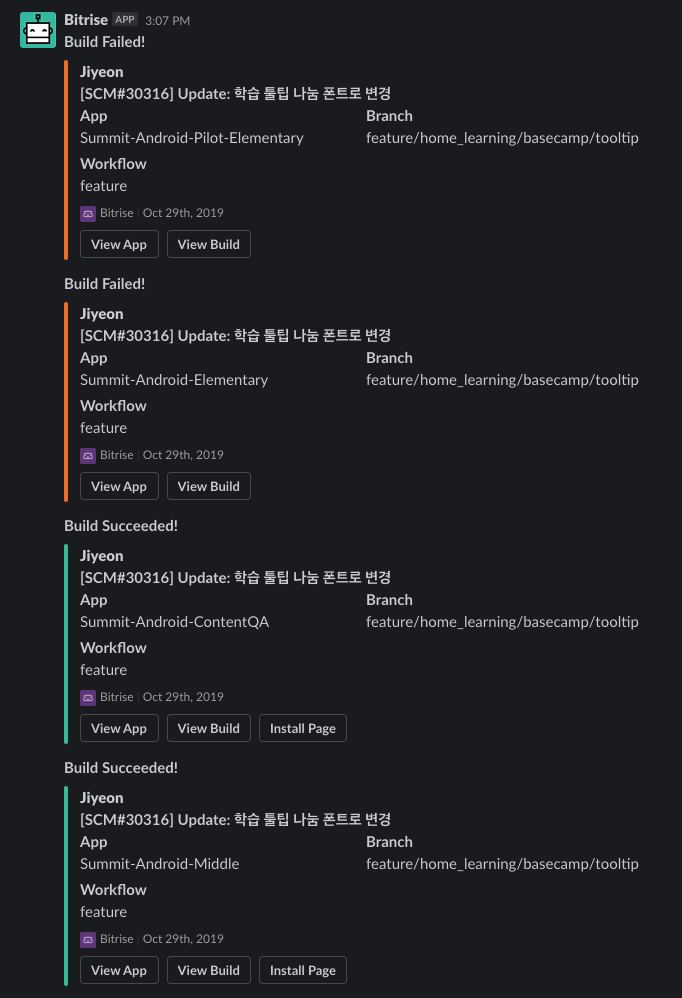 Bitrise APP 3:07 PM
Build Failed!
Jiyeon
[SCM#30316] Update: 학습 툴팁 나눔 폰트로 변경
App Branch
Summit-Android-Pilot-Elementary feature/home_learning/basecamp/tooltip
Workflow
feature
Bitrise | Oct 29th, 2019
View App View Build
Build Failed!
Jiyeon
[SCM#30316] Update: 학습 툴팁 나눔 폰트로 변경
App Branch
Summit-Android-Elementary feature/home_learning/basecamp/tooltip
Workflow
feature
Bitrise | Oct 29th, 2019
View App View Build
Build Succeeded!
Jiyeon
[SCM#30316] Update: 학습 툴팁 나눔 폰트로 변경
App Branch
Summit-Android-ContentQA feature/home_learning/basecamp/tooltip
Workflow
feature
Bitrise | Oct 29th, 2019
View App View Build Install Page
Build Succeeded!
Jiyeon
[SCM#30316] Update: 학습 툴팁 나눔 폰트로 변경
App Branch
Summit-Android-Middle feature/home_learning/basecamp/tooltip
Workflow
feature
Bitrise | Oct 29th, 2019
View App View Build Install Page